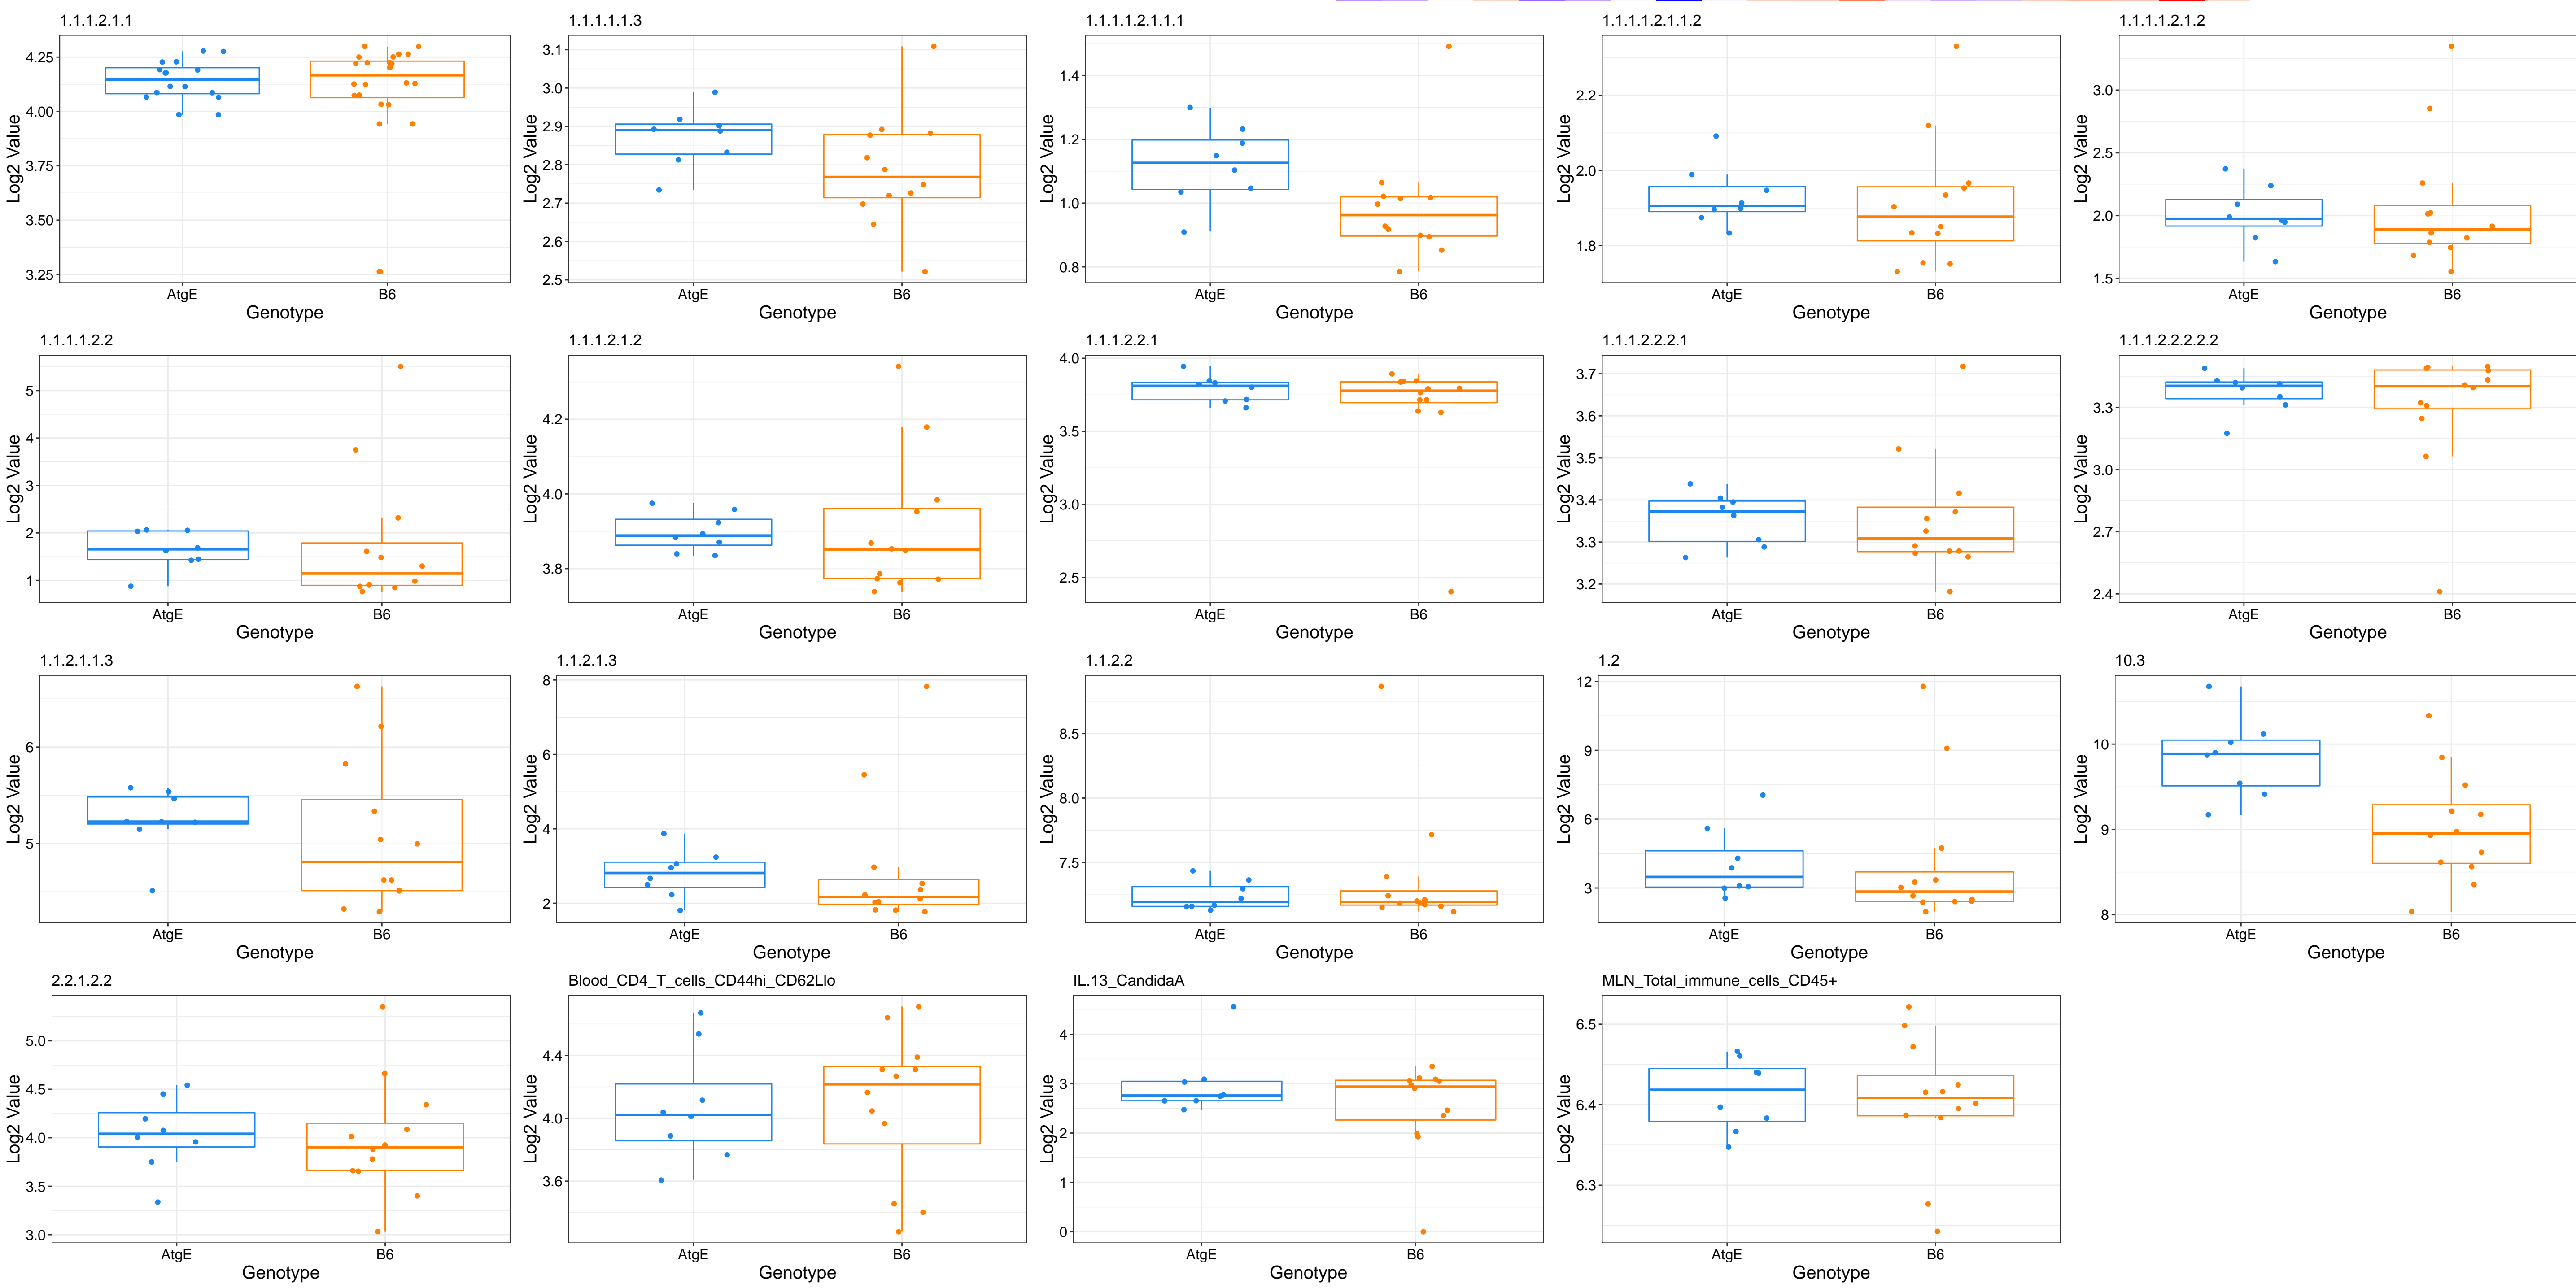 1.1.1.2.1.1
4.25
4.00
3.75
3.50
3.25
Log2 Value
AtgE
B6
Genotype
1.1.1.1.1.3
3.1
3.0
2.9
2.8
2.7
2.6
2.5
Log2 Value
AtgE
B6
Genotype
1.1.1.1.2.1.1.1
1.4
1.2
1.0
0.8
Log2 Value
AtgE
B6
Genotype
1.1.1.1.2.1.1.2
2.2
2.0
1.8
Log2 Value
AtgE
B6
Genotype
1.1.1.1.2.1.2
3.0
2.5
2.0
1.5
Log2 Value
AtgE
B6
Genotype
1.1.1.1.2.2
5
4
3
2
1
Log2 Value
AtgE
B6
Genotype
1.1.1.2.1.2
4.2
4.0
3.8
Log2 Value
AtgE
B6
Genotype
1.1.1.2.2.1
4.0
3.5
3.0
2.5
Log2 Value
AtgE
B6
Genotype
1.1.1.2.2.2.1
3.7
3.6
3.5
3.4
3.3
3.2
Log2 Value
AtgE
B6
Genotype
1.1.1.2.2.2.2.2
3.3
3.0
2.7
2.4
Log2 Value
AtgE
B6
Genotype
1.1.2.1.1.3
6
5
Log2 Value
AtgE
B6
Genotype
1.1.2.1.3
8
6
4
2
Log2 Value
AtgE
B6
Genotype
1.1.2.2
8.5
8.0
7.5
Log2 Value
AtgE
B6
Genotype
1.2
12
9
6
3
Log2 Value
AtgE
B6
Genotype
10.3
10
9
8
Log2 Value
AtgE
B6
Genotype
2.2.1.2.2
5.0
4.5
4.0
3.5
3.0
Log2 Value
AtgE
B6
Genotype
Blood_CD4_T_cells_CD44hi_CD62Llo
4.4
4.0
3.6
Log2 Value
AtgE
B6
Genotype
IL.13_CandidaA
4
3
2
1
0
Log2 Value
AtgE
B6
Genotype
MLN_Total_immune_cells_CD45+
6.5
6.4
6.3
Log2 Value
AtgE
B6
Genotype